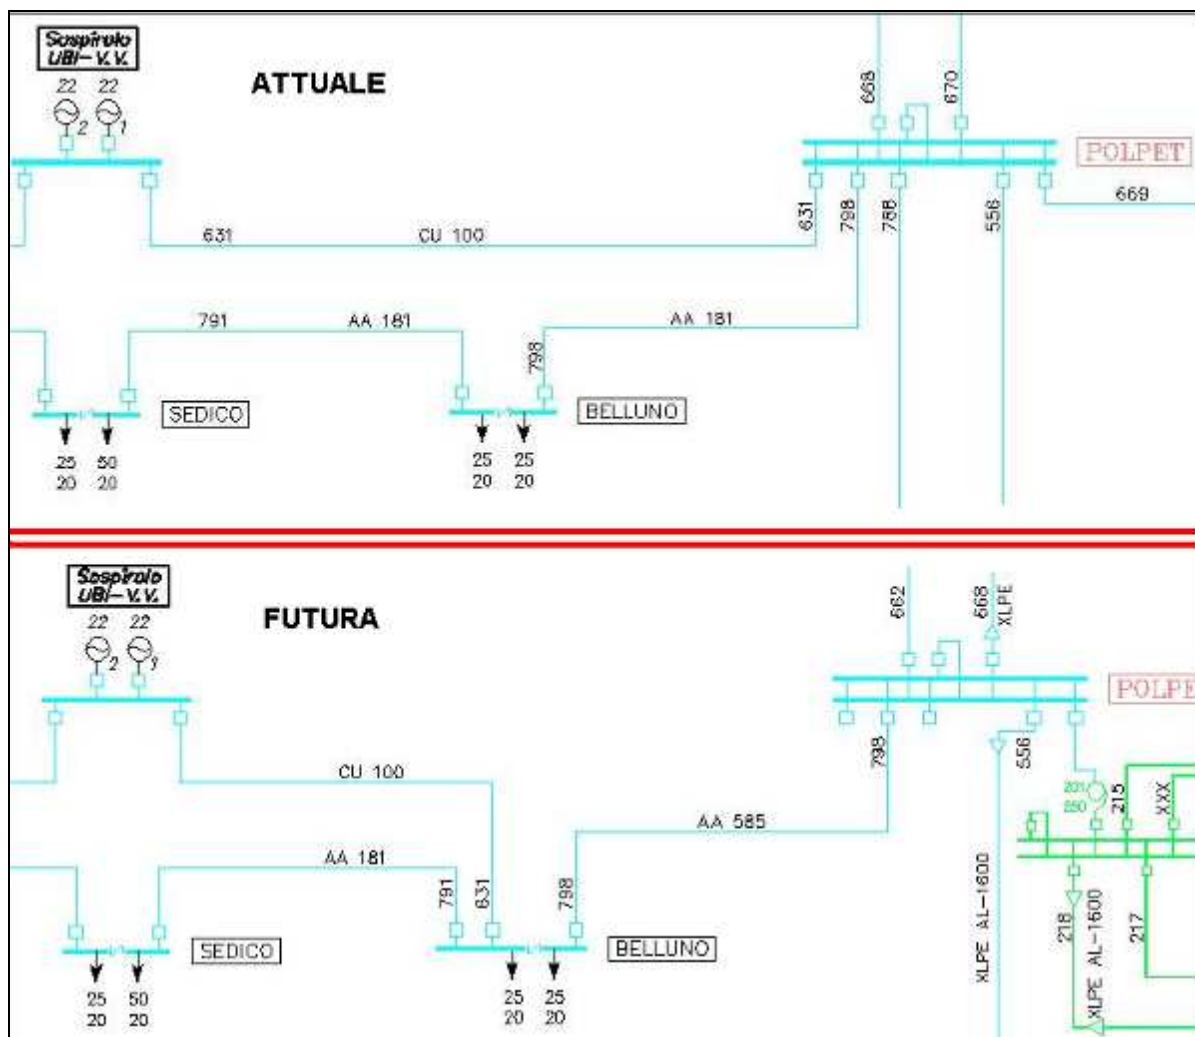 Sospirolo
UBI-V.V.
22 22
2 1
ATTUALE
668
670
POLPET
631
798
788
556
669
631
CU 100
791
AA 181
798
AA 181
SEDICO
BELLUNO
25 50
20 20
25 25
20 20
Sospirolo
UBI-V.V.
22 22
2 1
FUTURA
662
668
XLPE
POLPE
798
556
CU 100
215
XXX
AA 585
AA 181
791
631
798
XLPE AL-1600
218
XLPE AL-1600
217
SEDICO
BELLUNO
25 50
20 20
25 25
20 20